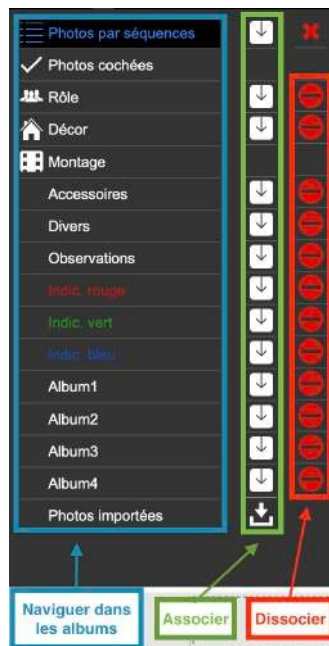 Photos par séquences
Photos cochées
Rôle
Décor
Montage
Accessoires
Divers
Observations
Indic. rouge
Indic. vert
Indic. bleu
Album1
Album2
Album3
Album4
Photos importées
Naviguer dans
les albums
Associer
Dissocier